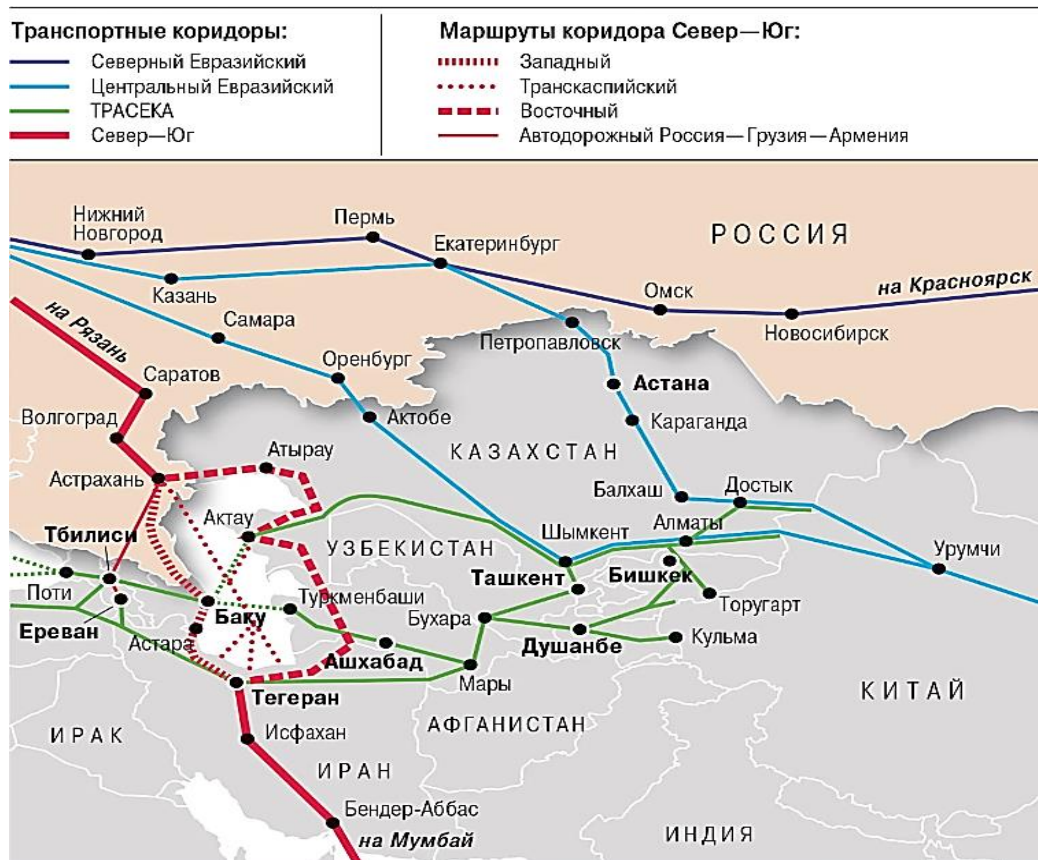 Транспортные коридоры:
Северный Евразийский
Центральный Евразийский
ТРАСЕКА
Север—Юг
Маршруты коридора Север—Юг:
Западный
Транскаспийский
Восточный
Автодорожный Россия—Грузия—Армения
Нижний
Новгород
Пермь
Екатеринбург
РОССИЯ
Казань
Омск
на Красноярск
Новосибирск
на Рязань
Самара
Петропавловск
Оренбург
Саратов
Астана
Волгоград
Актобе
Караганда
КАЗАХСТАН
Атырау
Астрахань
Балхаш
Достык
Актау
Алматы
Шымкент
Тбилиси
УЗБЕКИСТАН
Урумчи
Ташкент
Бишкек
Поти
Туркменбаши
Торугарт
Баку
Бухара
Ереван
Астара
Ашхабад
Душанбе
Кульма
Мары
Тегеран
КИТАЙ
АФГАНИСТАН
ИРАК
Исфахан
ИРАН
Бендер-Аббас
на Мумбай
ИНДИЯ